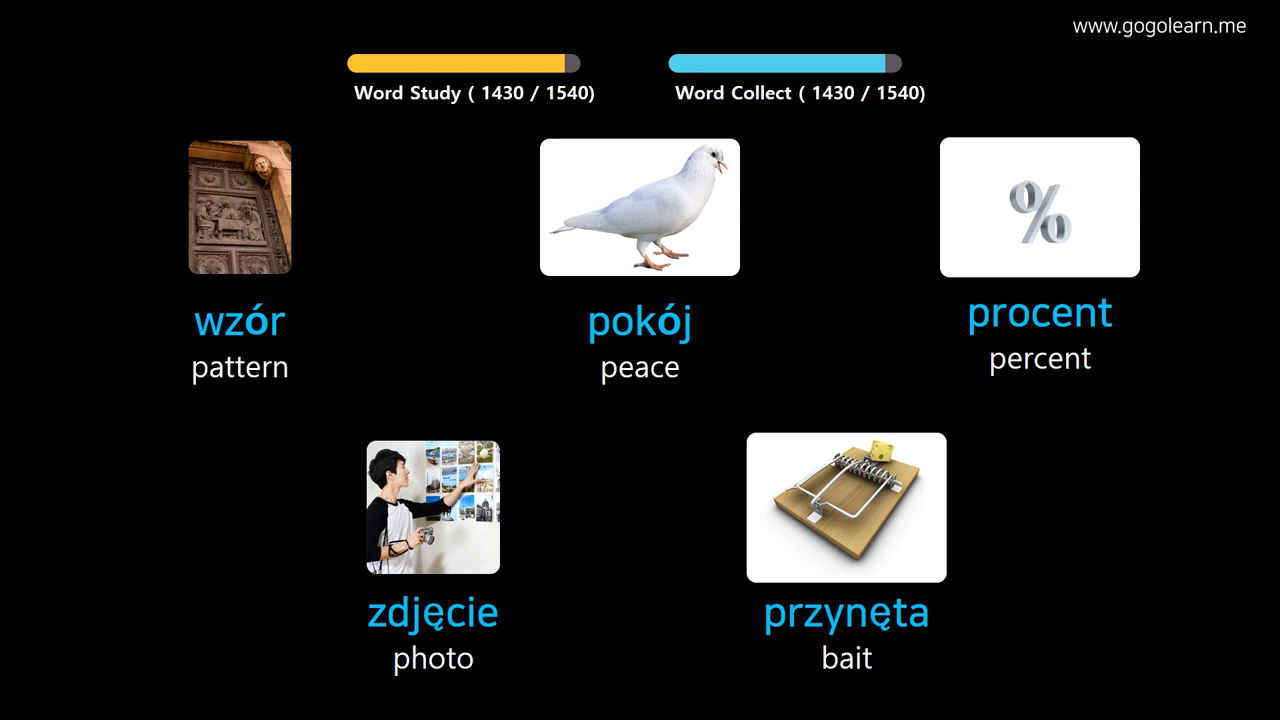 www.gogolearn.me
Word Study ( 1430 / 1540)
Word Collect ( 1430 / 1540)
wzór
pattern
pokój
peace
%
procent
percent
zdjęcie
photo
przynęta
bait